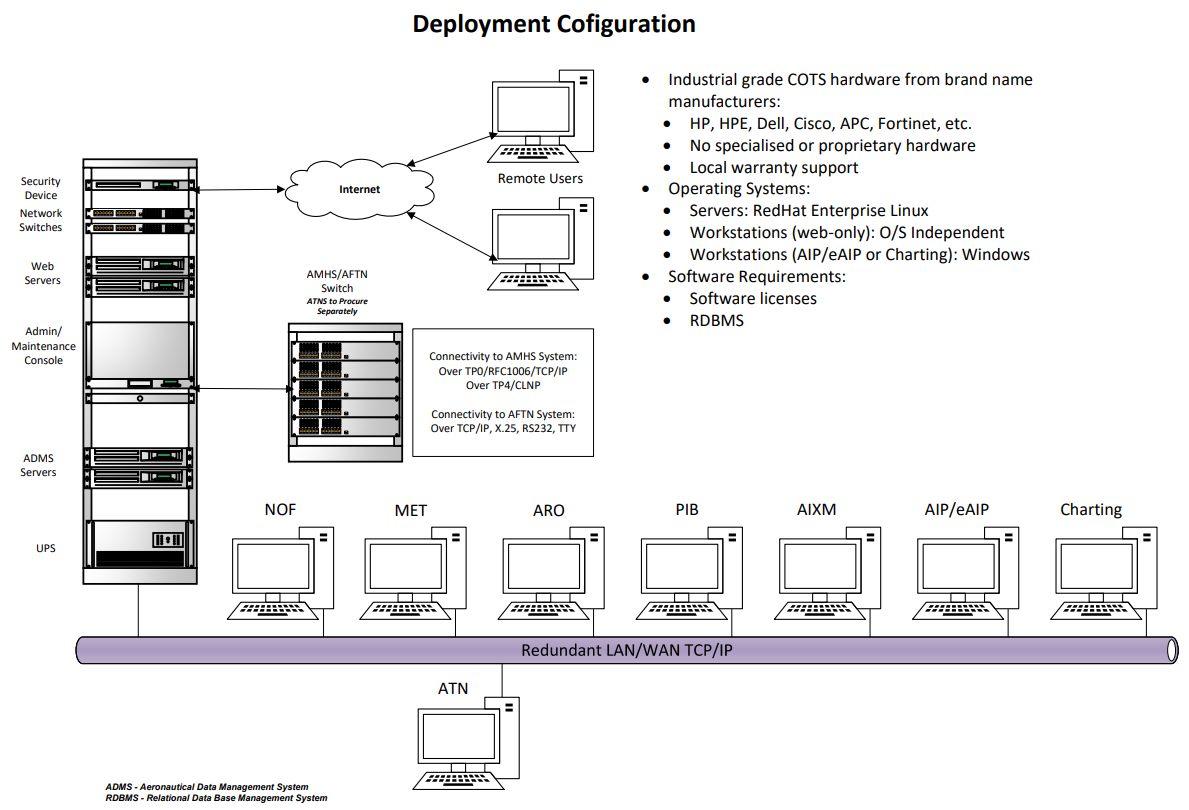 Deployment Cofiguration
Industrial grade COTS hardware from brand name
manufacturers:
HP, HPE, Dell, Cisco, APC, Fortinet, etc.
No specialised or proprietary hardware
Local warranty support
Operating Systems:
Servers: RedHat Enterprise Linux
Workstations (web-only): O/S Independent
Workstations (AIP/eAIP or Charting): Windows
Software Requirements:
Software licenses
RDBMS
Security
Device
Network
Switches
Web
Servers
Admin/
Maintenance
Console
ADMS
Servers
UPS
Internet
Remote Users
AMHS/AFTN
Switch
ATNS to Procure
Separately
Connectivity to AMHS System:
Over TP0/RFC1006/TCP/IP
Over TP4/CLNP
Connectivity to AFTN System:
Over TCP/IP, X.25, RS232, TTY
NOF
MET
ARO
PIB
AIXM
AIP/eAIP
Charting
Redundant LAN/WAN TCP/IP
ATN
ADMS - Aeronautical Data Management System
RDBMS - Relational Data Base Management System